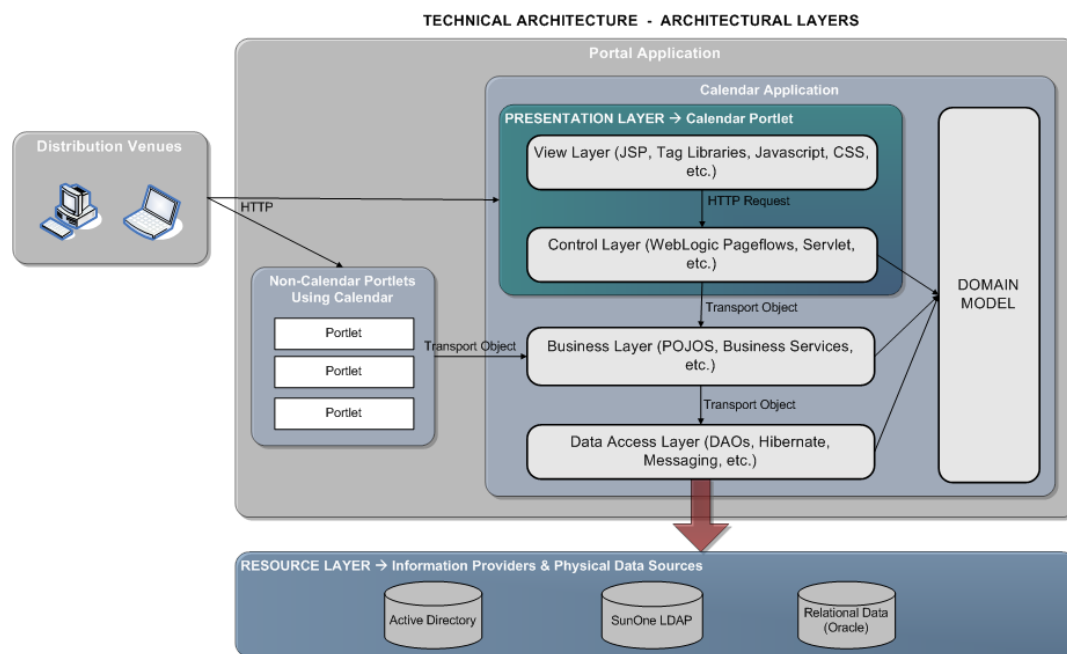 TECHNICAL ARCHITECTURE - ARCHITECTURAL LAYERS
Portal Application
Calendar Application
PRESENTATION LAYER → Calendar Portlet
View Layer (JSP, Tag Libraries, Javascript, CSS,
etc.)
HTTP Request
Control Layer (WebLogic Pageflows, Servlet,
etc.)
Distribution Venues
HTTP
Non-Calendar Portlets
Using Calendar
Portlet
Portlet
Portlet
Transport Object
Transport Object
Business Layer (POJOS, Business Services,
etc.)
Transport Object
Data Access Layer (DAOs, Hibernate,
Messaging, etc.)
DOMAIN
MODEL
RESOURCE LAYER → Information Providers & Physical Data Sources
Active Directory
SunOne LDAP
Relational Data
(Oracle)